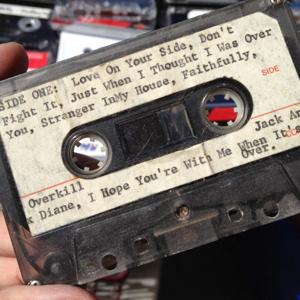 SIDE ONE: Love On Your Side, Don't
Fight It, Just When I Thought I Was Over
You, Stranger InMy House, Faithfully,
SIDE
Overkill Jack An
& Diane, I Hope You're With Me When It
Over.